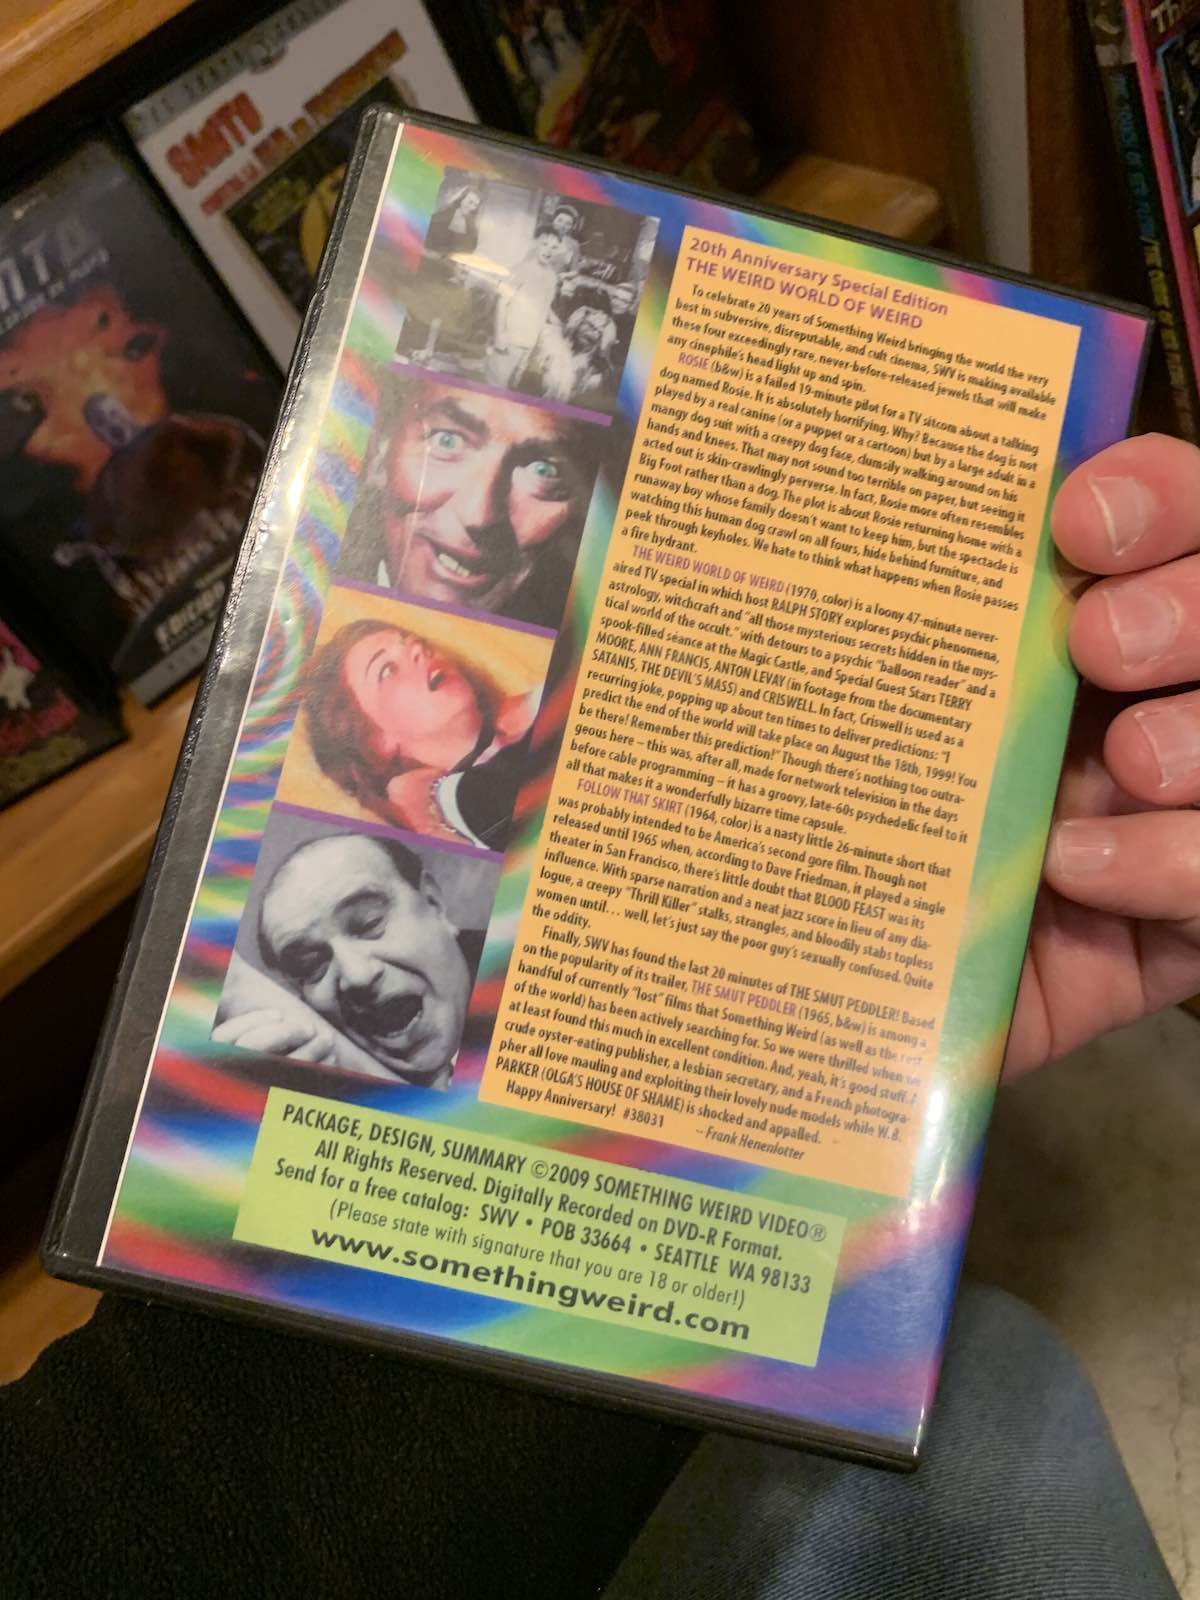 SANTO
20th Anniversary Special Edition
THE WEIRD WORLD OF WEIRD
To celebrate 20 years of Something Weird bringing the world the very
best in subversive, disreputable, and cult cinema, SWV is making available
these four exceedingly rare, never-before-released jewels that will make
any cinephile's head light up and spin.
ROSIE (b&w) is a failed 19-minute pilot for a TV sitcom about a talking
dog named Rosie. It is absolutely horrifying. Why? Because the dog is not
played by a real canine (or a puppet or a cartoon) but by a large adult in a
mangy dog suit with a creepy dog face, clumsily walking around on his
hands and knees. That may not sound too terrible on paper, but seeing it
acted out is skin-crawlingly perverse. In fact, Rosie more often resembles
Big Foot rather than a dog. The plot is about Rosie returning home with a
runaway boy whose family doesn't want to keep him, but the spectacle is
watching this human dog crawl on all fours, hide behind furniture, and
peek through keyholes. We hate to think what happens when Rosie passes
a fire hydrant.
THE WEIRD WORLD OF WEIRD (1970, color) is a loony 47-minute never-
aired TV special in which host RALPH STORY explores psychic phenomena,
astrology, witchcraft and "all those mysterious secrets hidden in the mys-
tical world of the occult." with detours to a psychic "balloon reader" and a
spook-filled séance at the Magic Castle, and Special Guest Stars TERRY
MOORE, ANN FRANCIS, ANTON LEVAY (in footage from the documentary
SATANIS, THE DEVIL'S MASS) and CRISWELL. In fact, Criswell is used as a
recurring joke, popping up about ten times to deliver predictions: "I
predict the end of the world will take place on August the 18th, 1999! You
be there! Remember this prediction!" Though there's nothing too outra-
geous here – this was, after all, made for network television in the days
before cable programming – it has a groovy, late-60s psychedelic feel to it
all that makes it a wonderfully bizarre time capsule.
FOLLOW THAT SKIRT (1964, color) is a nasty little 26-minute short that
was probably intended to be America's second gore film. Though not
released until 1965 when, according to Dave Friedman, it played a single
theater in San Francisco, there's little doubt that BLOOD FEAST was its
influence. With sparse narration and a neat jazz score in lieu of any dia-
logue, a creepy "Thrill Killer" stalks, strangles, and bloodily stabs topless
women until... well, let's just say the poor guy's sexually confused. Quite
the oddity.
Finally, SWV has found the last 20 minutes of THE SMUT PEDDLER! Based
on the popularity of its trailer, THE SMUT PEDDLER (1965, b&w) is among a
handful of currently "lost" films that Something Weird (as well as the rest
of the world) has been actively searching for. So we were thrilled when we
at least found this much in excellent condition. And, yeah, it's good stuff. A
crude oyster-eating publisher, a lesbian secretary, and a French photogra-
pher all love mauling and exploiting their lovely nude models while W.B.
PARKER (OLGA'S HOUSE OF SHAME) is shocked and appalled.
Happy Anniversary! #38031 -- Frank Henenlotter
PACKAGE, DESIGN, SUMMARY ©2009 SOMETHING WEIRD VIDEO®
All Rights Reserved. Digitally Recorded on DVD-R Format.
Send for a free catalog: SWV • POB 33664 • SEATTLE WA 98133
(Please state with signature that you are 18 or older!)
www.somethingweird.com